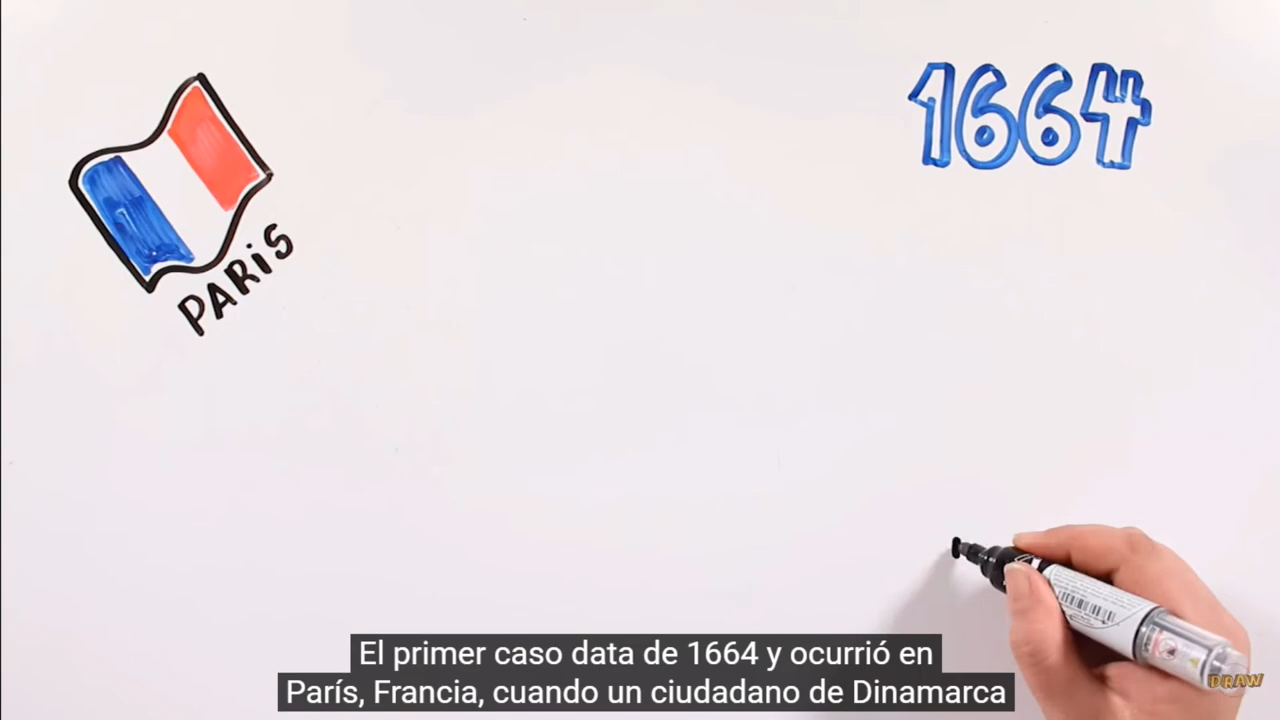 1664
PARiS
El primer caso data de 1664 y ocurrió en
París, Francia, cuando un ciudadano de Dinamarca
DRAW